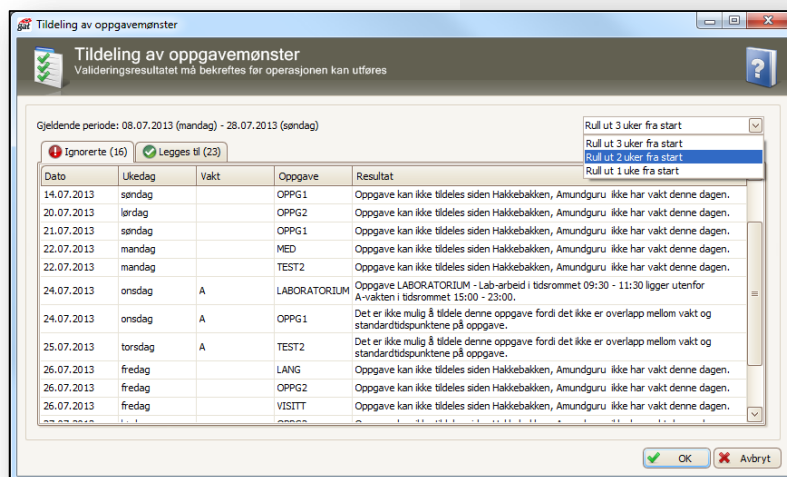 gat Tildeling av oppgavemønster
Tildeling av oppgavemønster
Valideringsresultatet må bekreftes før operasjonen kan utføres
?
Gjeldende periode: 08.07.2013 (mandag) - 28.07.2013 (søndag)
Rull ut 3 uker fra start
Rull ut 3 uker fra start
Rull ut 2 uker fra start
Rull ut 1 uke fra start
Ignorerte (16) Legges til (23)
Dato Ukedag Vakt Oppgave Resultat
14.07.2013 søndag OPPG1 Oppgave kan ikke tildeles siden Hakkebakken, Amundguru ikke har vakt denne dagen.
20.07.2013 lørdag OPPG2 Oppgave kan ikke tildeles siden Hakkebakken, Amundguru ikke har vakt denne dagen.
21.07.2013 søndag OPPG1 Oppgave kan ikke tildeles siden Hakkebakken, Amundguru ikke har vakt denne dagen.
22.07.2013 mandag MED Oppgave kan ikke tildeles siden Hakkebakken, Amundguru ikke har vakt denne dagen.
22.07.2013 mandag TEST2 Oppgave kan ikke tildeles siden Hakkebakken, Amundguru ikke har vakt denne dagen.
24.07.2013 onsdag A LABORATORIUM Oppgave LABORATORIUM - Lab-arbeid i tidsrommet 09:30 - 11:30 ligger utenfor
A-vakten i tidsrommet 15:00 - 23:00.
24.07.2013 onsdag A OPPG1 Det er ikke mulig å tildele denne oppgave fordi det ikke er overlapp mellom vakt og
standardtidspunktene på oppgave.
25.07.2013 torsdag A TEST2 Det er ikke mulig å tildele denne oppgave fordi det ikke er overlapp mellom vakt og
standardtidspunktene på oppgave.
26.07.2013 fredag LANG Oppgave kan ikke tildeles siden Hakkebakken, Amundguru ikke har vakt denne dagen.
26.07.2013 fredag OPPG2 Oppgave kan ikke tildeles siden Hakkebakken, Amundguru ikke har vakt denne dagen.
26.07.2013 fredag VISITT Oppgave kan ikke tildeles siden Hakkebakken, Amundguru ikke har vakt denne dagen.
OK Avbryt